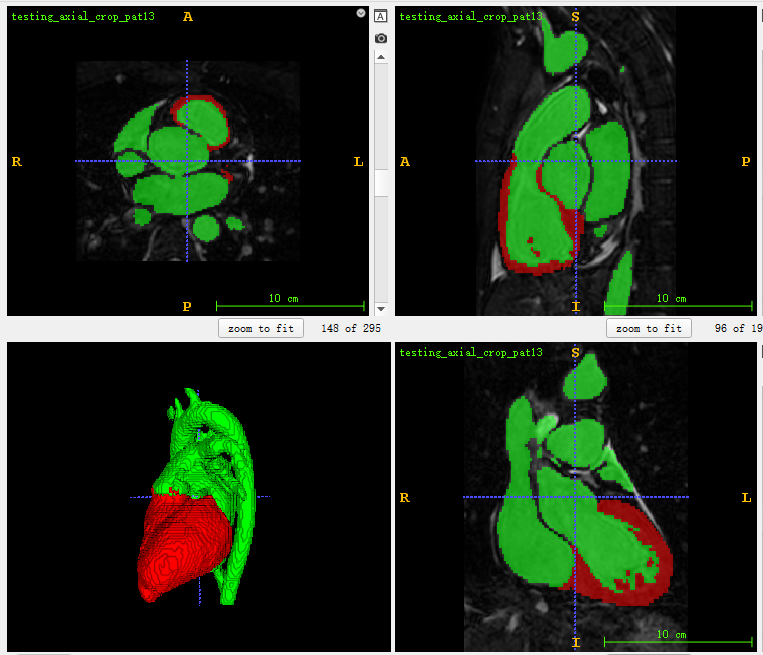 testing_axial_crop_pat13
A
A
R
L
P
10 cm
zoom to fit
148 of 295
testing_axial_crop_pat13
S
A
P
I
10 cm
zoom to fit
96 of 19
testing_axial_crop_pat13
S
R
L
I
10 cm